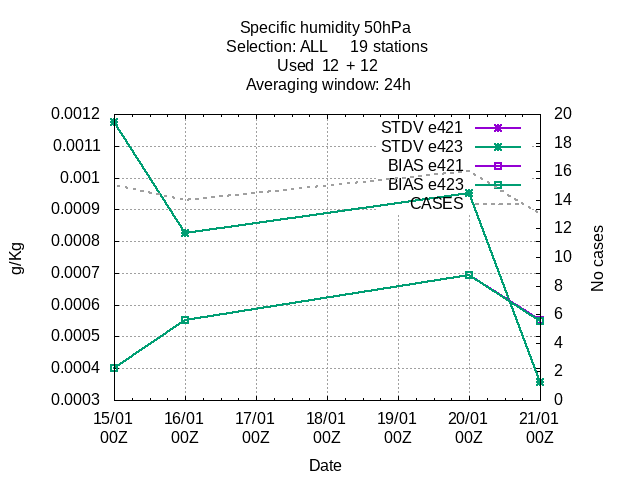 Specific humidity 50hPa
Selection: ALL     19 stations
Used  12  + 12
Averaging window: 24h
0.0012
0.0011
0.001
0.0009
0.0008
0.0007
0.0006
0.0005
0.0004
0.0003
g/Kg
STDV e421
STDV e423
BIAS e421
BIAS e423
CASES
20
18
16
14
12
10
8
6
4
2
0
No cases
15/01 16/01 17/01 18/01 19/01 20/01 21/01
00Z 00Z 00Z 00Z 00Z 00Z 00Z
Date